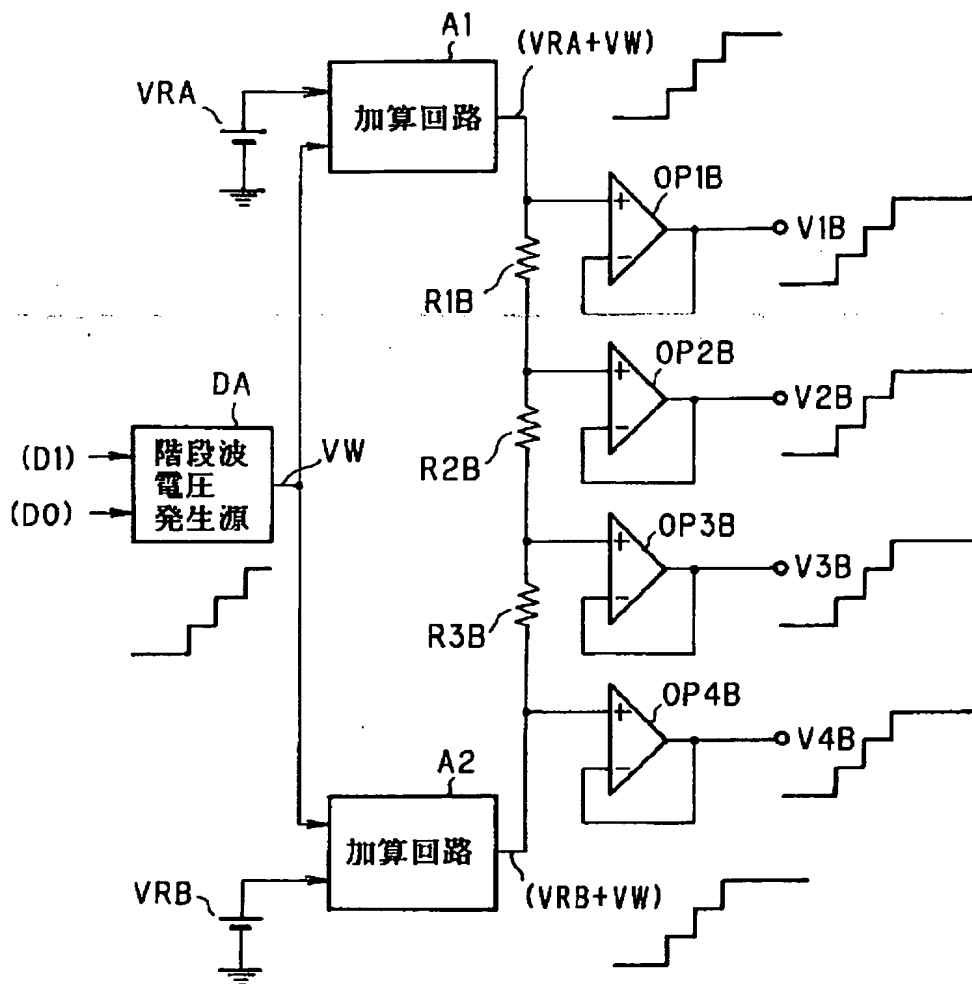 A1
(VRA+VW)
VRA
加算回路
OP1B
+
-
V1B
R1B
OP2B
+
-
V2B
DA
VW
(D1)
(D0)
階段波
電圧
発生源
R2B
OP3B
+
-
V3B
R3B
OP4B
+
-
V4B
A2
加算回路
VRB
(VRB+VW)